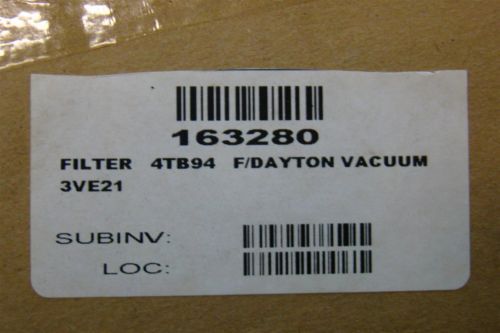 163280
FILTER 4TB94 F/DAYTON VACUUM
3VE21
SUBINV:
LOC: